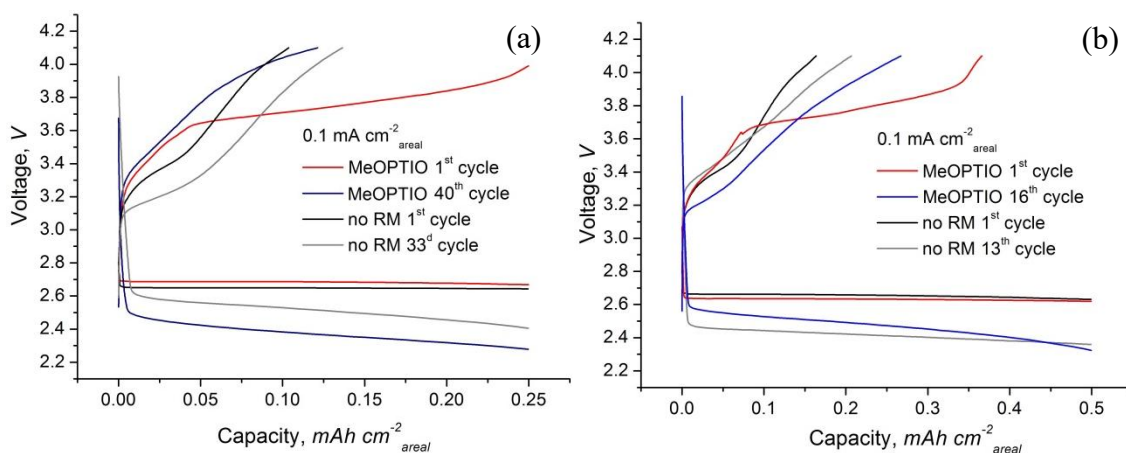 (a)
4.2
4.0
3.8
3.6
3.4
3.2
3.0
2.8
2.6
2.4
2.2
Voltage, V
0.1 mA cm⁻²areal
MeOPTIO 1st cycle
MeOPTIO 40th cycle
no RM 1st cycle
no RM 33d cycle
0.00 0.05 0.10 0.15 0.20 0.25
Capacity, mAh cm⁻²areal
(b)
4.2
4.0
3.8
3.6
3.4
3.2
3.0
2.8
2.6
2.4
2.2
Voltage, V
0.1 mA cm⁻²areal
MeOPTIO 1st cycle
MeOPTIO 16th cycle
no RM 1st cycle
no RM 13th cycle
0.0 0.1 0.2 0.3 0.4 0.5
Capacity, mAh cm⁻²areal